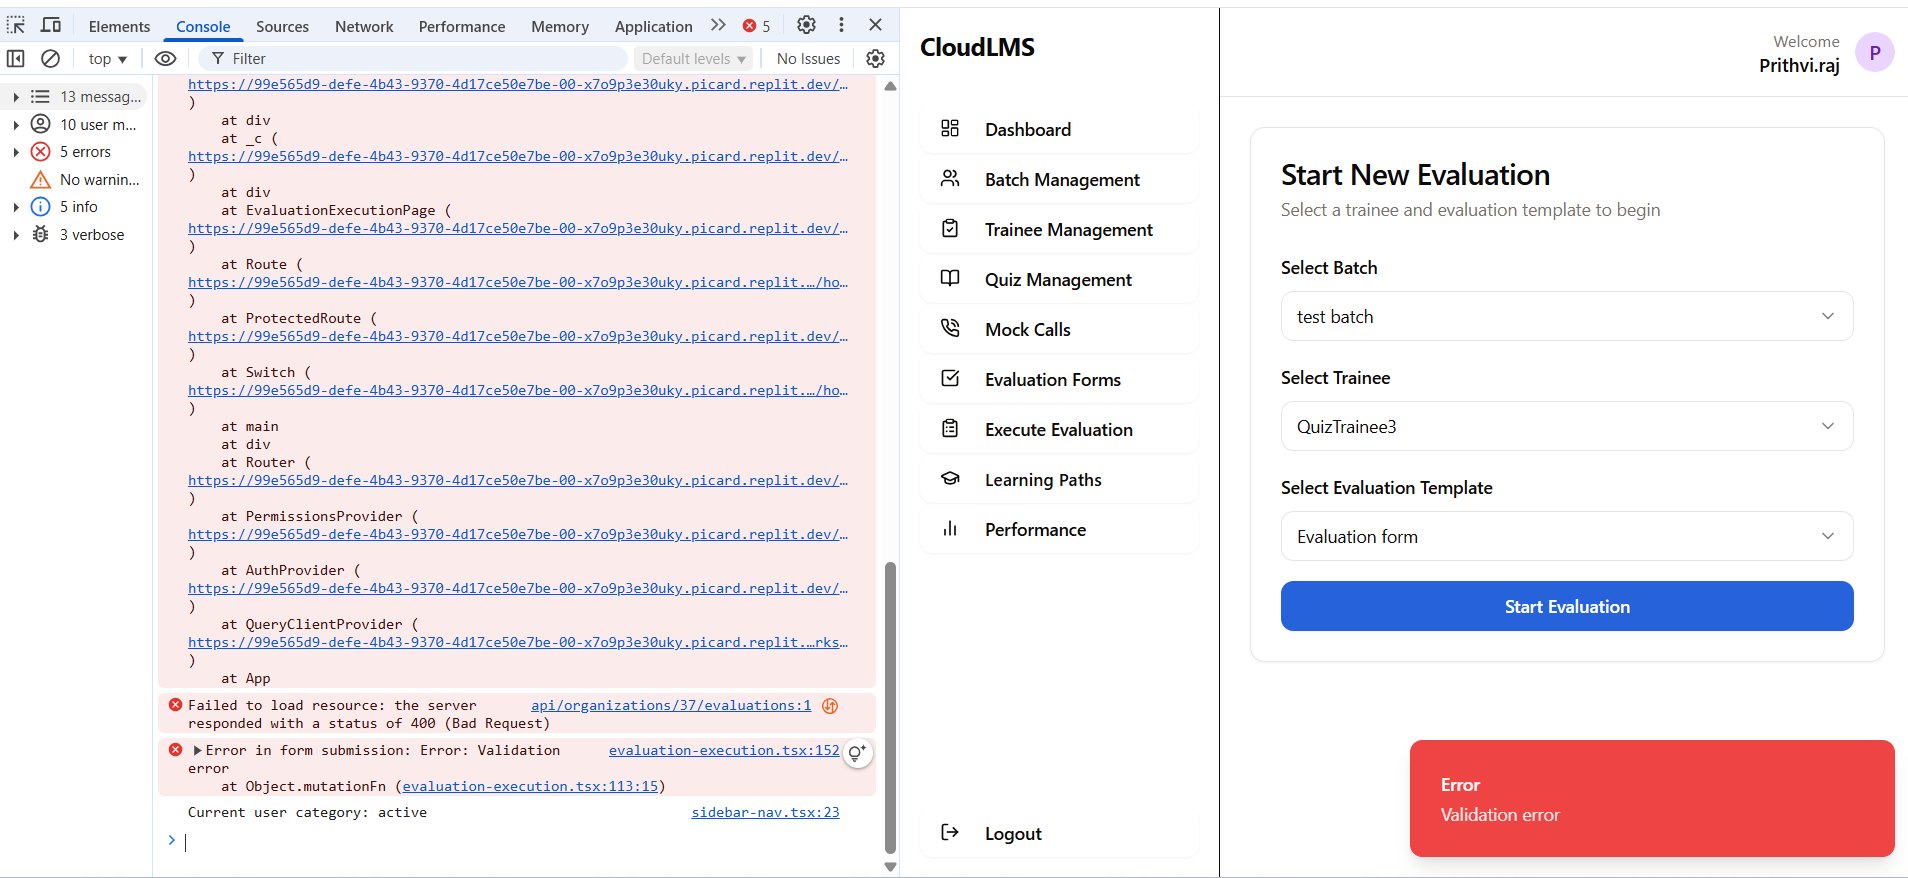 Elements
Console
Sources
Network
Performance
Memory
Application
5
top
Filter
Default levels
No Issues
13 messag...
10 user m...
5 errors
No warnin...
5 info
3 verbose
https://99e565d9-defe-4b43-9370-4d17ce50e7be-00-x7o9p3e30uky.picard.replit.dev/…
)
at div
at _c (
https://99e565d9-defe-4b43-9370-4d17ce50e7be-00-x7o9p3e30uky.picard.replit.dev/…
)
at div
at EvaluationExecutionPage (
https://99e565d9-defe-4b43-9370-4d17ce50e7be-00-x7o9p3e30uky.picard.replit.dev/…
)
at Route (
https://99e565d9-defe-4b43-9370-4d17ce50e7be-00-x7o9p3e30uky.picard.replit.…/ho…
)
at ProtectedRoute (
https://99e565d9-defe-4b43-9370-4d17ce50e7be-00-x7o9p3e30uky.picard.replit.dev/…
)
at Switch (
https://99e565d9-defe-4b43-9370-4d17ce50e7be-00-x7o9p3e30uky.picard.replit.…/ho…
)
at main
at div
at Router (
https://99e565d9-defe-4b43-9370-4d17ce50e7be-00-x7o9p3e30uky.picard.replit.dev/…
)
at PermissionsProvider (
https://99e565d9-defe-4b43-9370-4d17ce50e7be-00-x7o9p3e30uky.picard.replit.dev/…
)
at AuthProvider (
https://99e565d9-defe-4b43-9370-4d17ce50e7be-00-x7o9p3e30uky.picard.replit.dev/…
)
at QueryClientProvider (
https://99e565d9-defe-4b43-9370-4d17ce50e7be-00-x7o9p3e30uky.picard.replit.…rks…
)
at App
Failed to load resource: the server api/organizations/37/evaluations:1
responded with a status of 400 (Bad Request)
Error in form submission: Error: Validation evaluation-execution.tsx:152
error
at Object.mutationFn (evaluation-execution.tsx:113:15)
Current user category: active sidebar-nav.tsx:23
CloudLMS
Dashboard
Batch Management
Trainee Management
Quiz Management
Mock Calls
Evaluation Forms
Execute Evaluation
Learning Paths
Performance
Logout
Welcome
Prithvi.raj
P
Start New Evaluation
Select a trainee and evaluation template to begin
Select Batch
test batch
Select Trainee
QuizTrainee3
Select Evaluation Template
Evaluation form
Start Evaluation
Error
Validation error